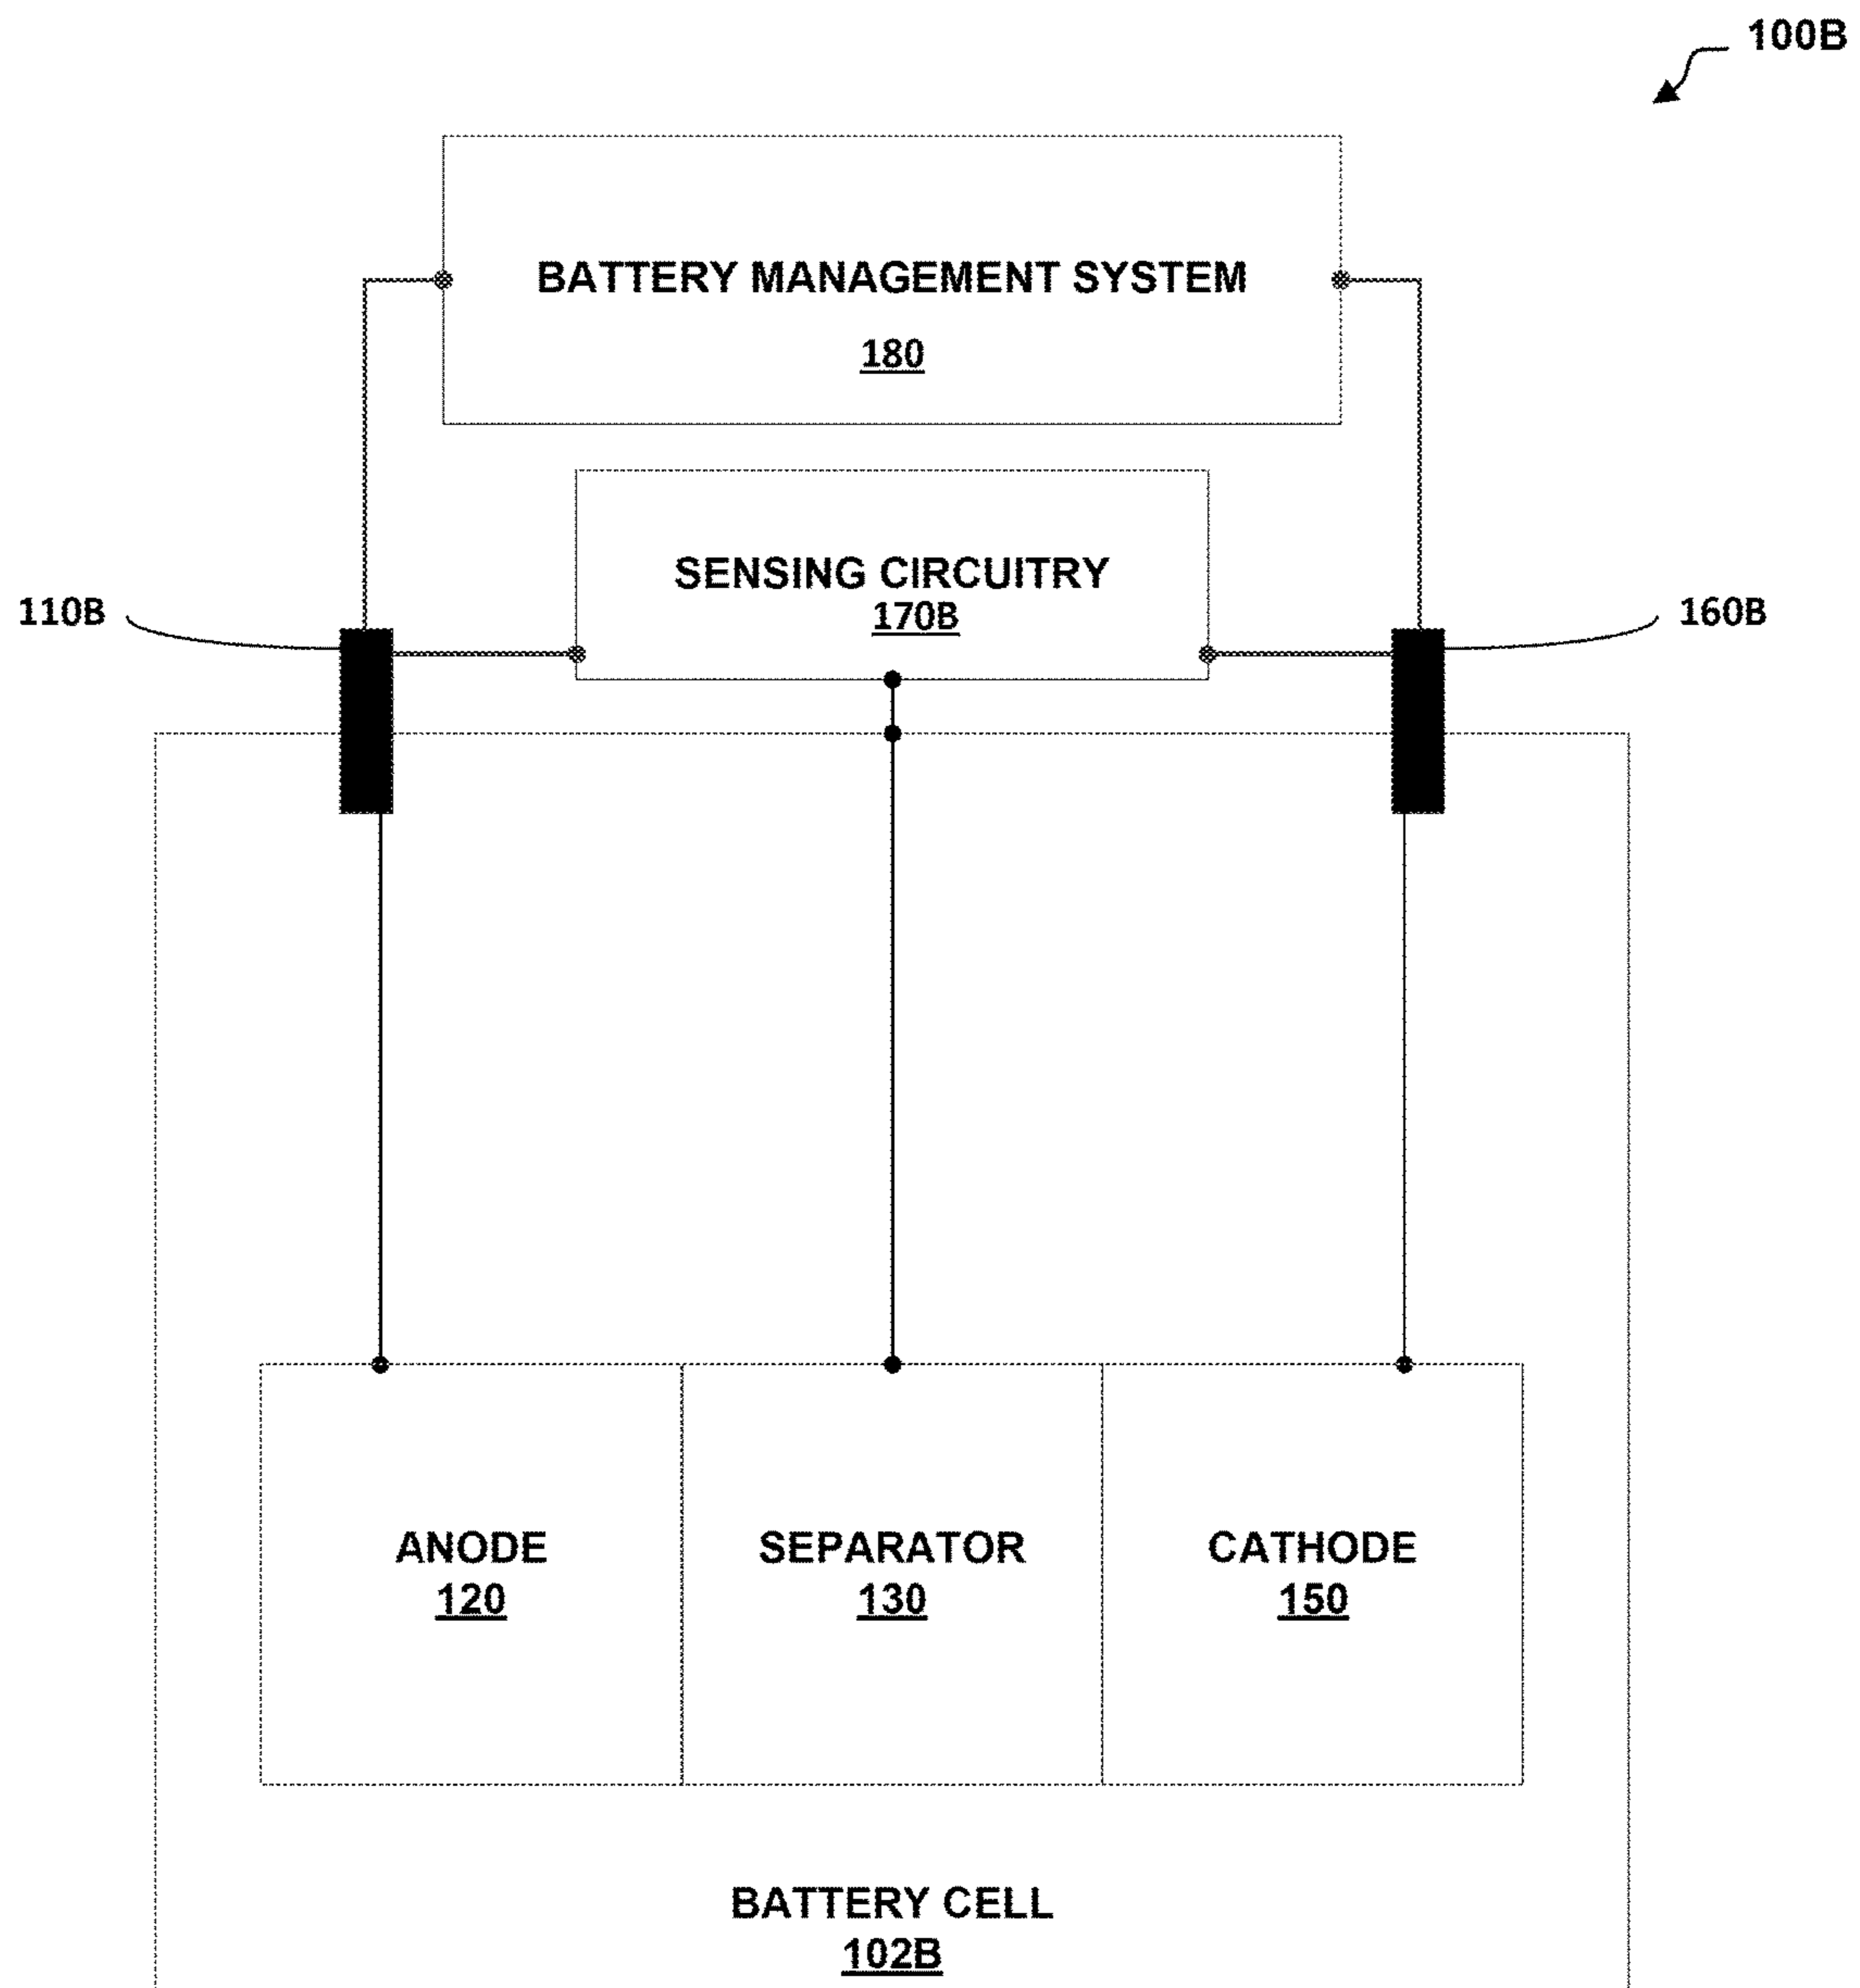 100B
BATTERY MANAGEMENT SYSTEM
180
SENSING CIRCUITRY
170B
110B
160B
ANODE
120
SEPARATOR
130
CATHODE
150
BATTERY CELL
102B